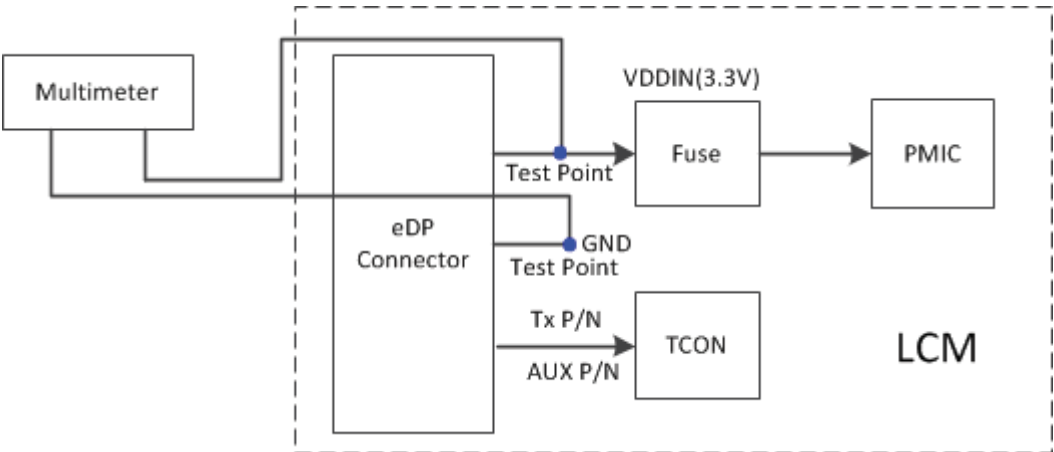 Multimeter
VDDIN(3.3V)
Fuse
PMIC
Test Point
eDP
Connector
GND
Test Point
Tx P/N
AUX P/N
TCON
LCM